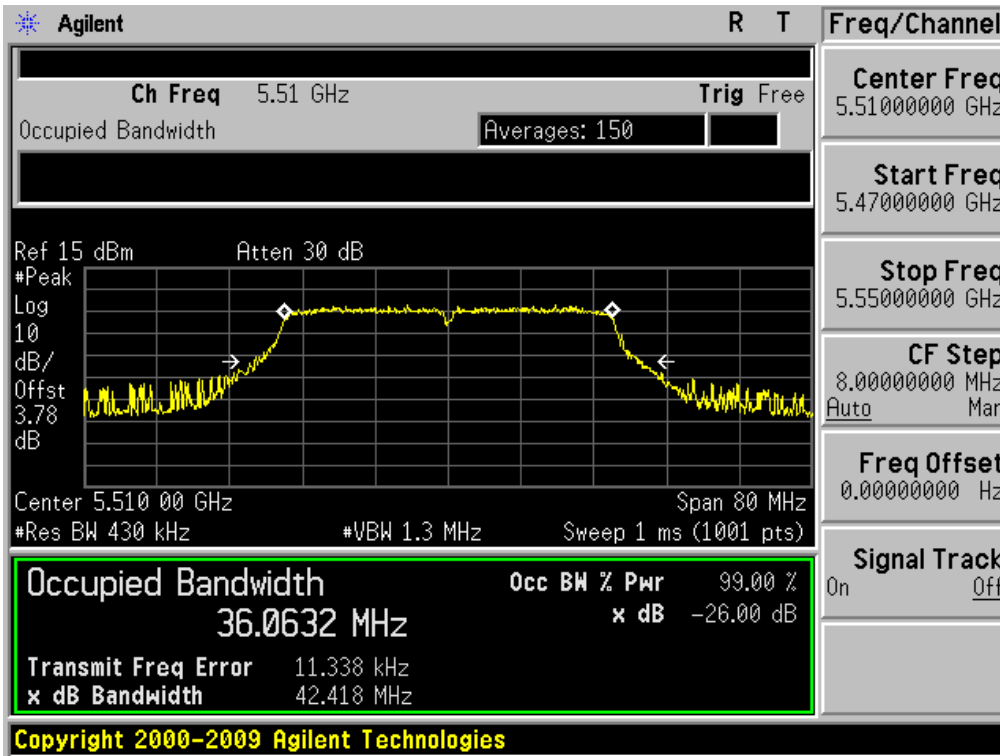 Agilent R T
Freq/Channel
Ch Freq 5.51 GHz Trig Free
Occupied Bandwidth Averages: 150
Center Freq
5.51000000 GHz
Start Freq
5.47000000 GHz
Stop Freq
5.55000000 GHz
CF Step
8.00000000 MHz
Auto Man
Freq Offset
0.00000000 Hz
Signal Track
On Off
Ref 15 dBm Atten 30 dB
#Peak
Log
10
dB/
Offst
3.78
dB
Center 5.510 00 GHz Span 80 MHz
#Res BW 430 kHz #VBW 1.3 MHz Sweep 1 ms (1001 pts)
Occupied Bandwidth Occ BW % Pwr 99.00 %
36.0632 MHz x dB -26.00 dB
Transmit Freq Error 11.338 kHz
x dB Bandwidth 42.418 MHz
Copyright 2000-2009 Agilent Technologies